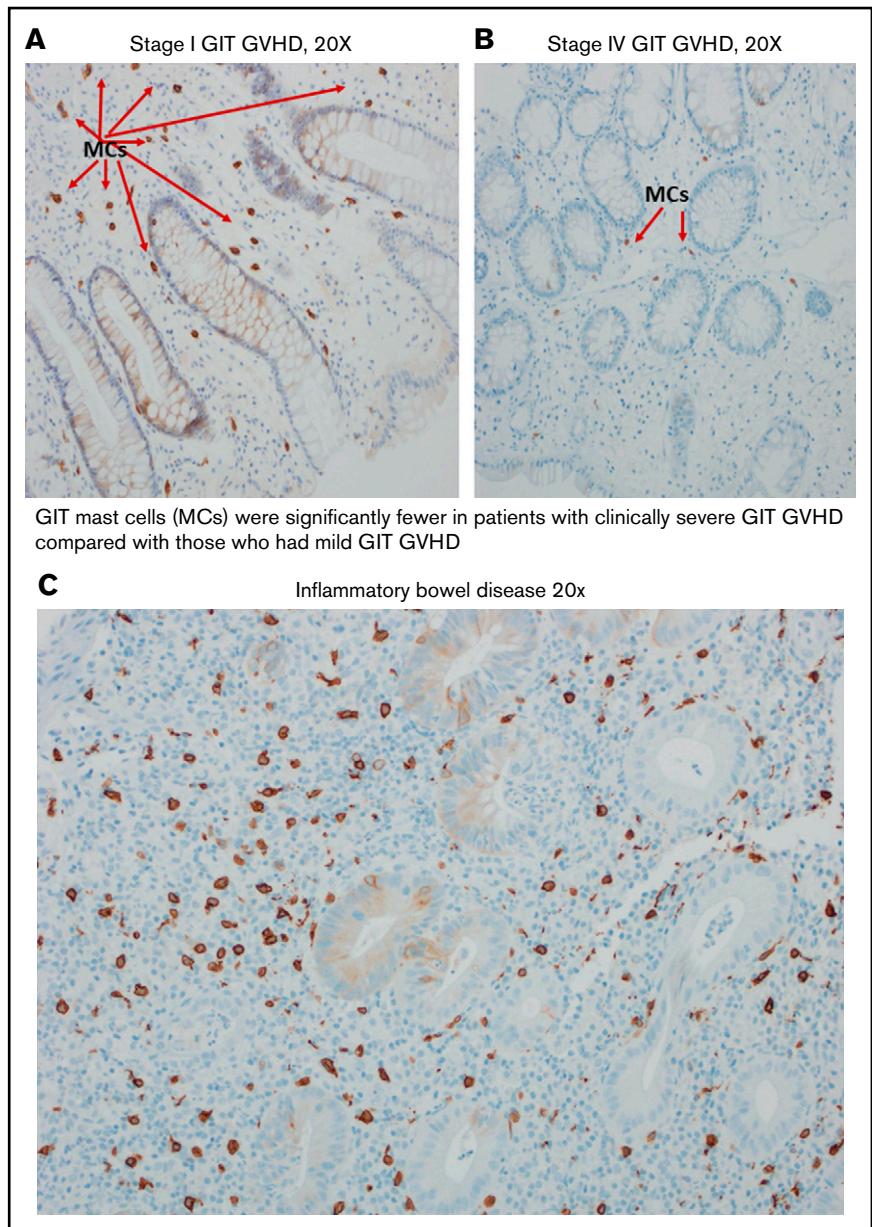 A
Stage I GIT GVHD, 20X
MCs
B
Stage IV GIT GVHD, 20X
MCs
GIT mast cells (MCs) were significantly fewer in patients with clinically severe GIT GVHD
compared with those who had mild GIT GVHD
C
Inflammatory bowel disease 20x